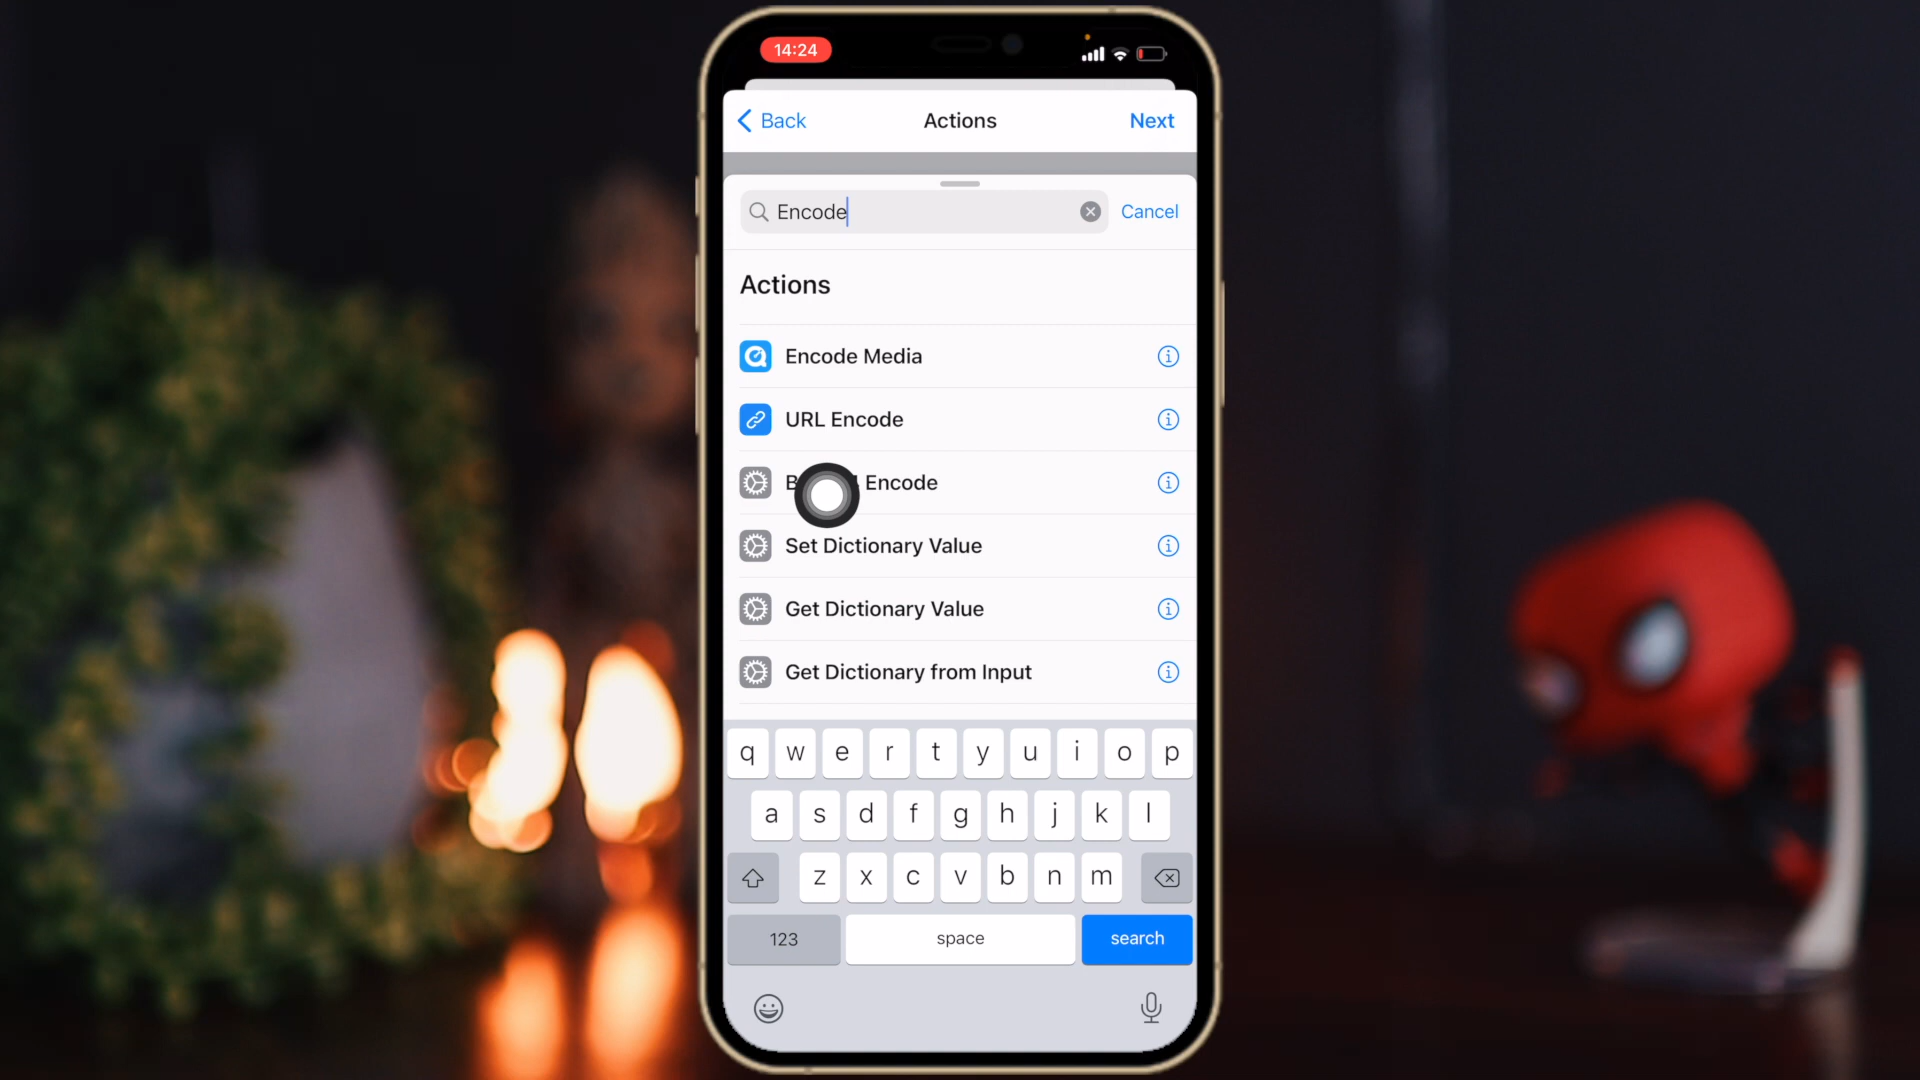 14:24
Back Actions Next
Encode Cancel
Actions
Encode Media
URL Encode
Encode
Set Dictionary Value
Get Dictionary Value
Get Dictionary from Input
q w e r t y u i o p
a s d f g h j k l
z x c v b n m
123 space search